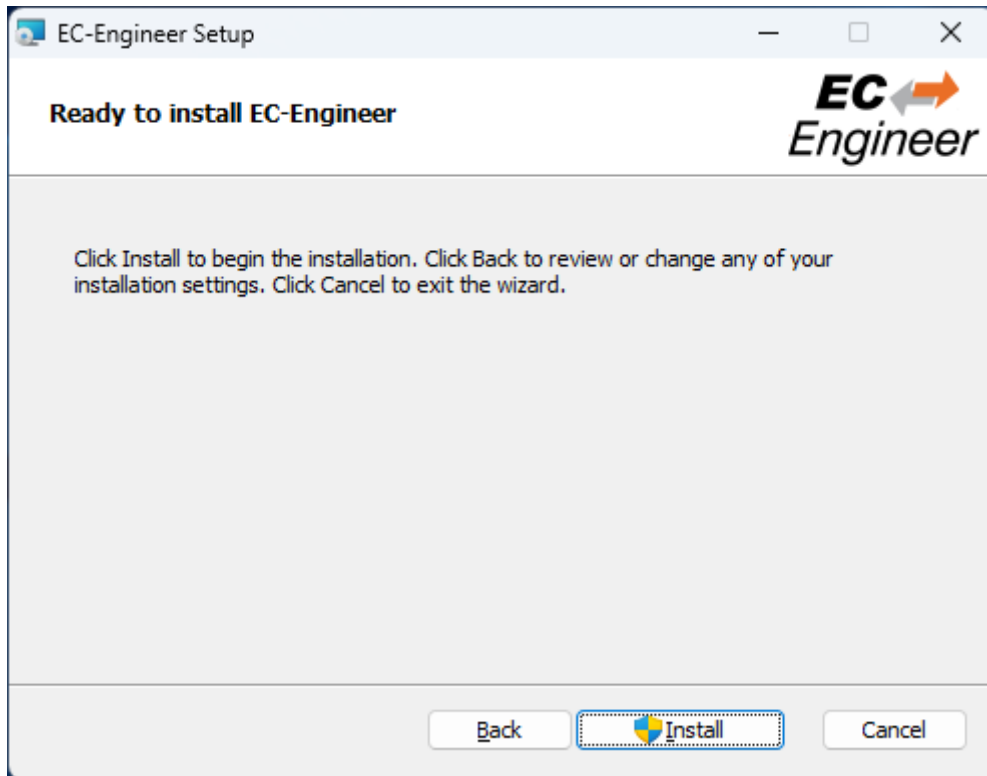 EC-Engineer Setup
Ready to install EC-Engineer
EC
Engineer
Click Install to begin the installation. Click Back to review or change any of your
installation settings. Click Cancel to exit the wizard.
Back Install Cancel